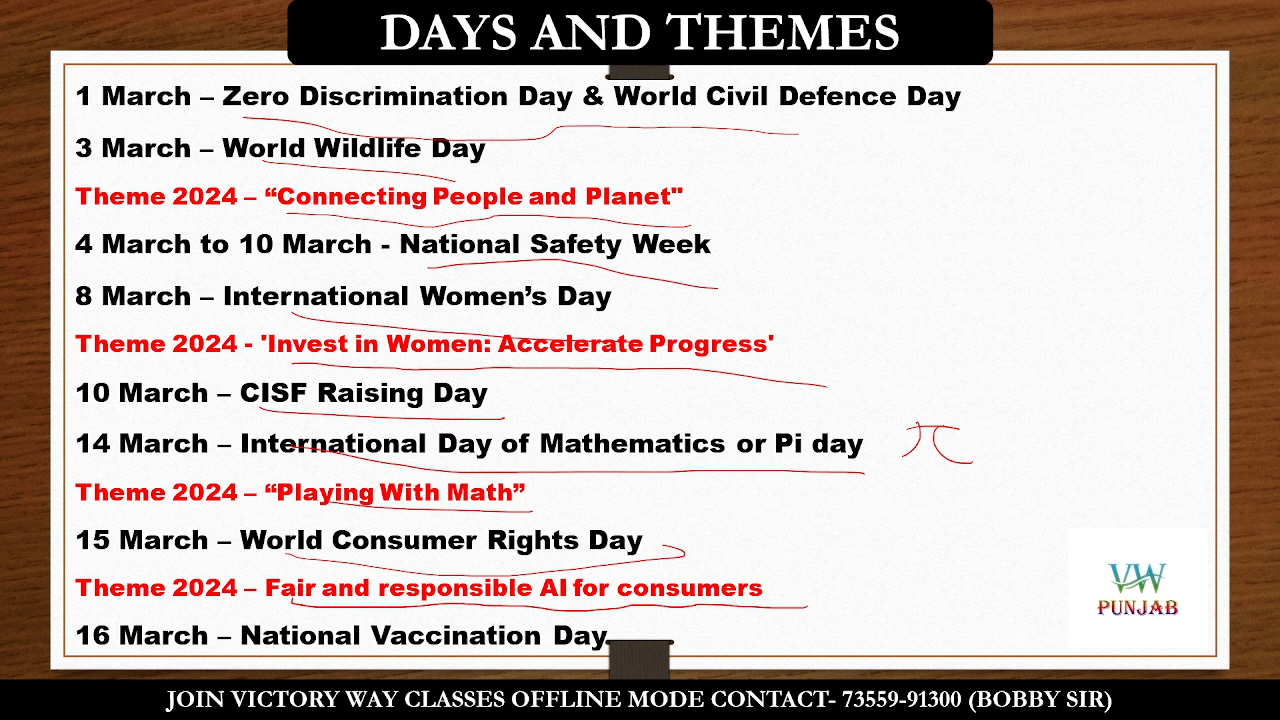 DAYS AND THEMES
1 March – Zero Discrimination Day & World Civil Defence Day
3 March – World Wildlife Day
Theme 2024 – “Connecting People and Planet"
4 March to 10 March - National Safety Week
8 March – International Women’s Day
Theme 2024 - 'Invest in Women: Accelerate Progress'
10 March – CISF Raising Day
14 March – International Day of Mathematics or Pi day π
Theme 2024 – “Playing With Math”
15 March – World Consumer Rights Day
Theme 2024 – Fair and responsible AI for consumers
16 March – National Vaccination Day
VW
PUNJAB
JOIN VICTORY WAY CLASSES OFFLINE MODE CONTACT- 73559-91300 (BOBBY SIR)